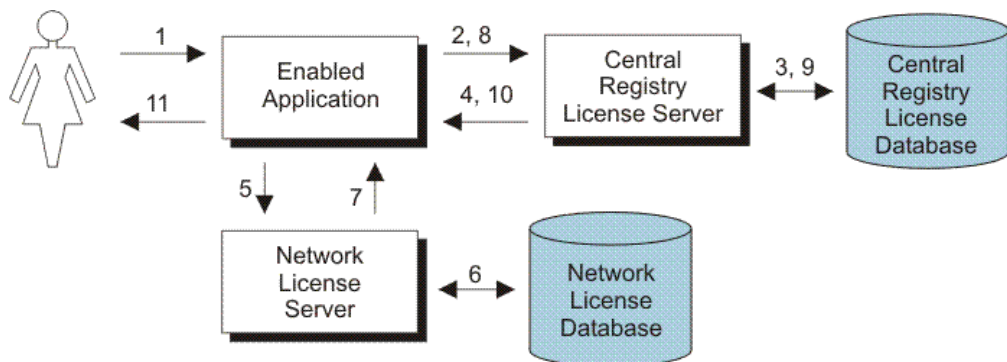 1
11
Enabled
Application
2, 8
4, 10
Central
Registry
License Server
3, 9
Central
Registry
License
Database
5
7
Network
License
Server
6
Network
License
Database